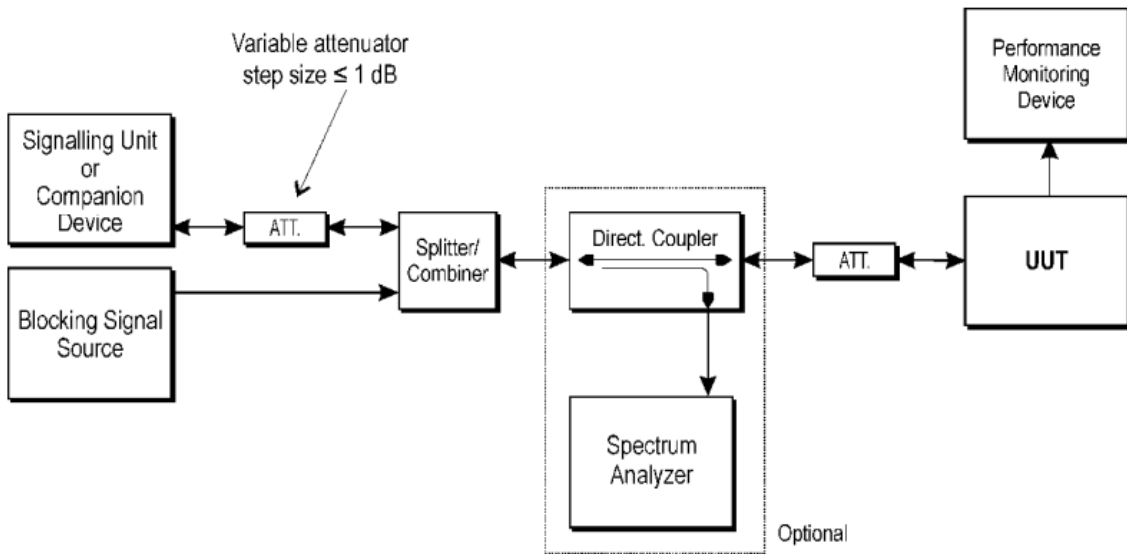 Variable attenuator
step size ≤ 1 dB
Performance
Monitoring
Device
Signalling Unit
or
Companion
Device
ATT.
Splitter/
Combiner
Direct. Coupler
ATT.
UUT
Blocking Signal
Source
Spectrum
Analyzer
Optional